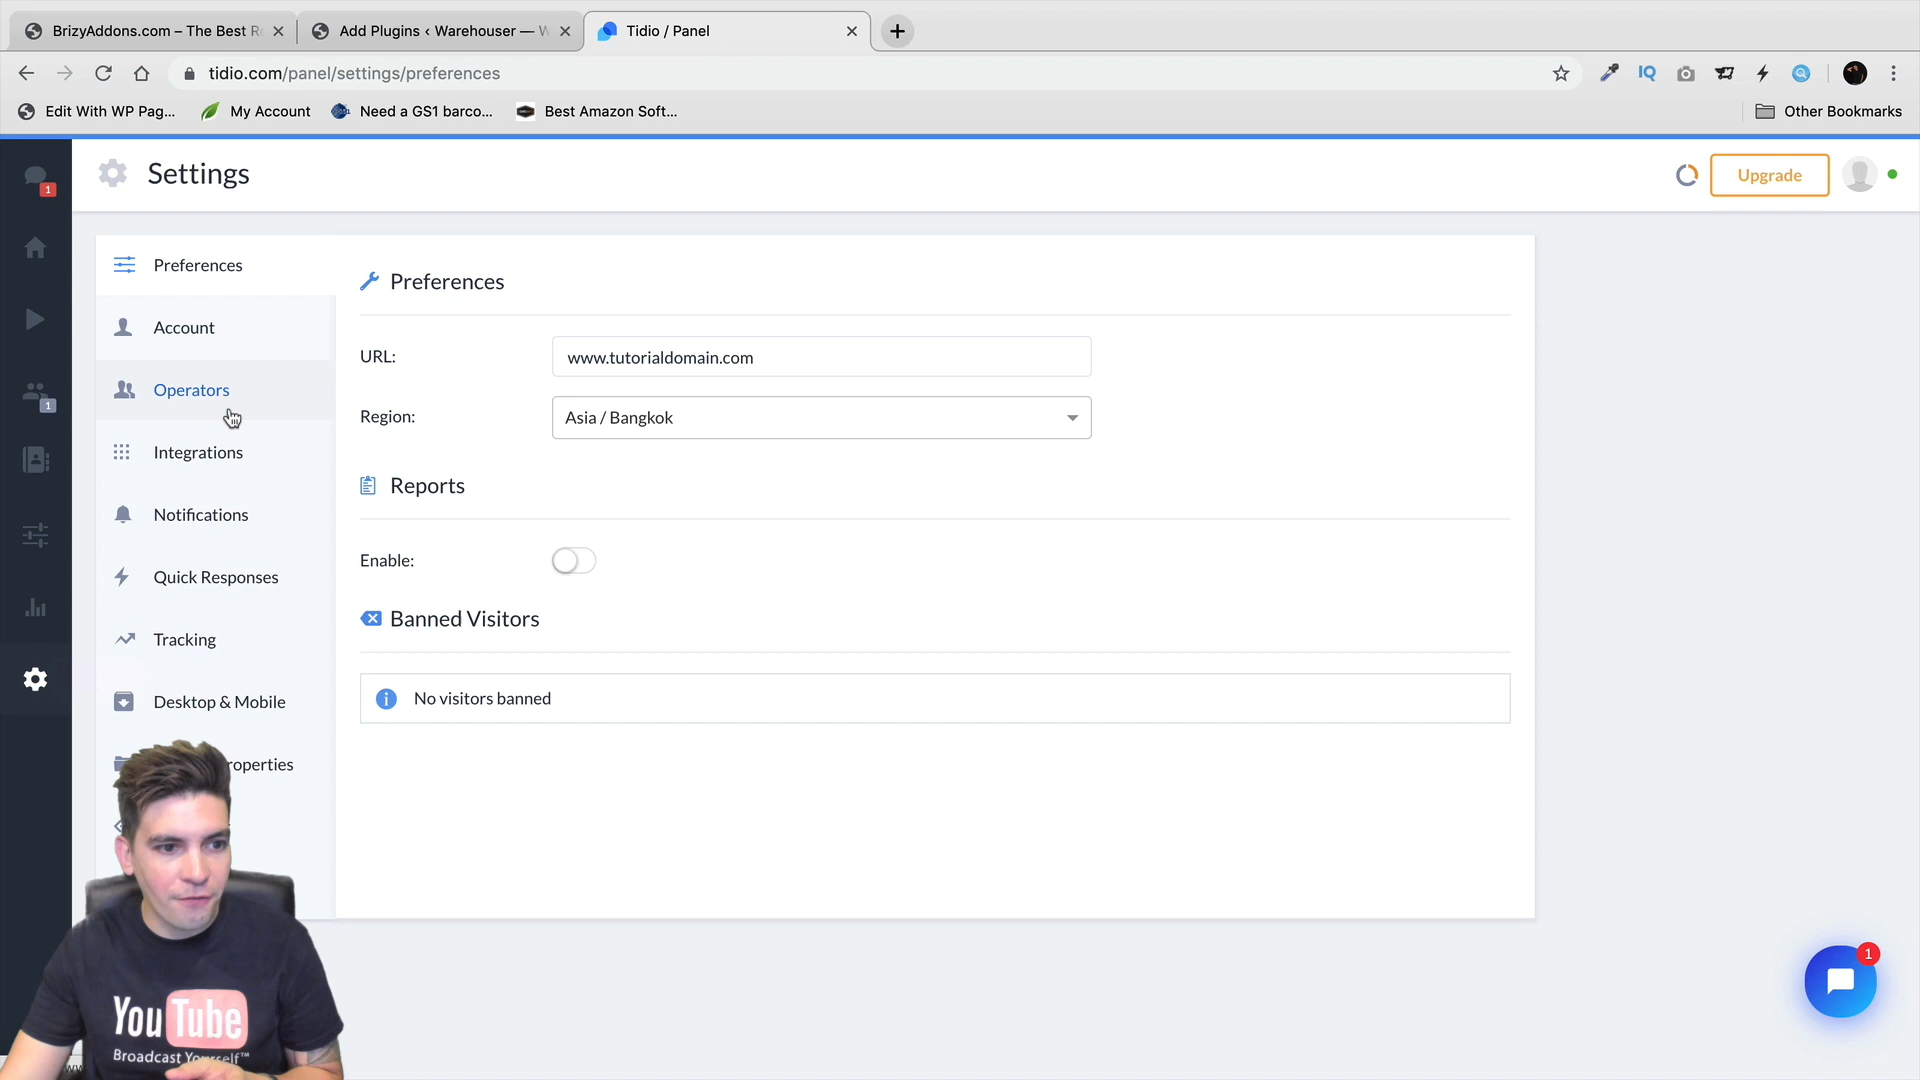 BrizyAddons.com – The Best R
Add Plugins ‹ Warehouser — W
Tidio / Panel
tidio.com/panel/settings/preferences
IQ
Edit With WP Pag...
My Account
Need a GS1 barco...
Best Amazon Soft...
Other Bookmarks
1
Settings
Upgrade
Preferences
Account
Operators
1
Integrations
Notifications
Quick Responses
Tracking
Desktop & Mobile
roperties
Preferences
URL:
www.tutorialdomain.com
Region:
Asia / Bangkok
Reports
Enable:
Banned Visitors
No visitors banned
1
YouTube
Broadcast Yourself™